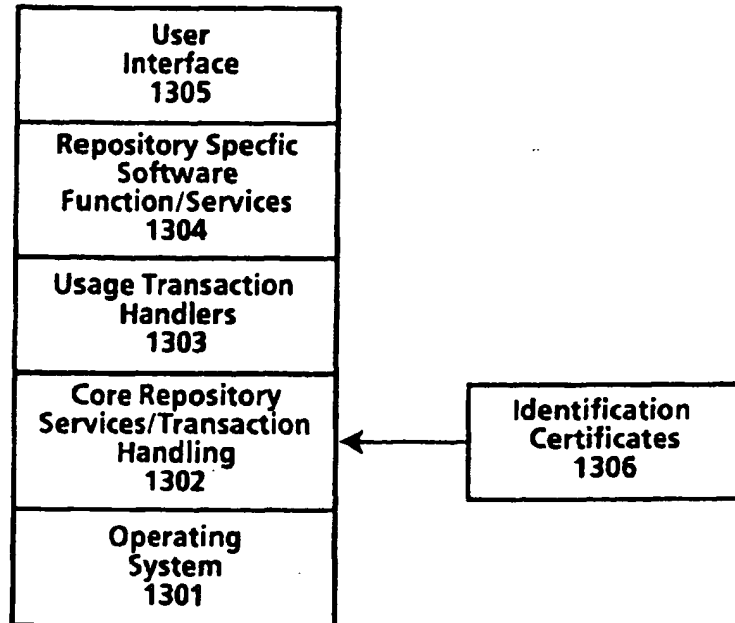 User
Interface
1305
Repository Specfic
Software
Function/Services
1304
Usage Transaction
Handlers
1303
Core Repository
Services/Transaction
Handling
1302
Identification
Certificates
1306
Operating
System
1301